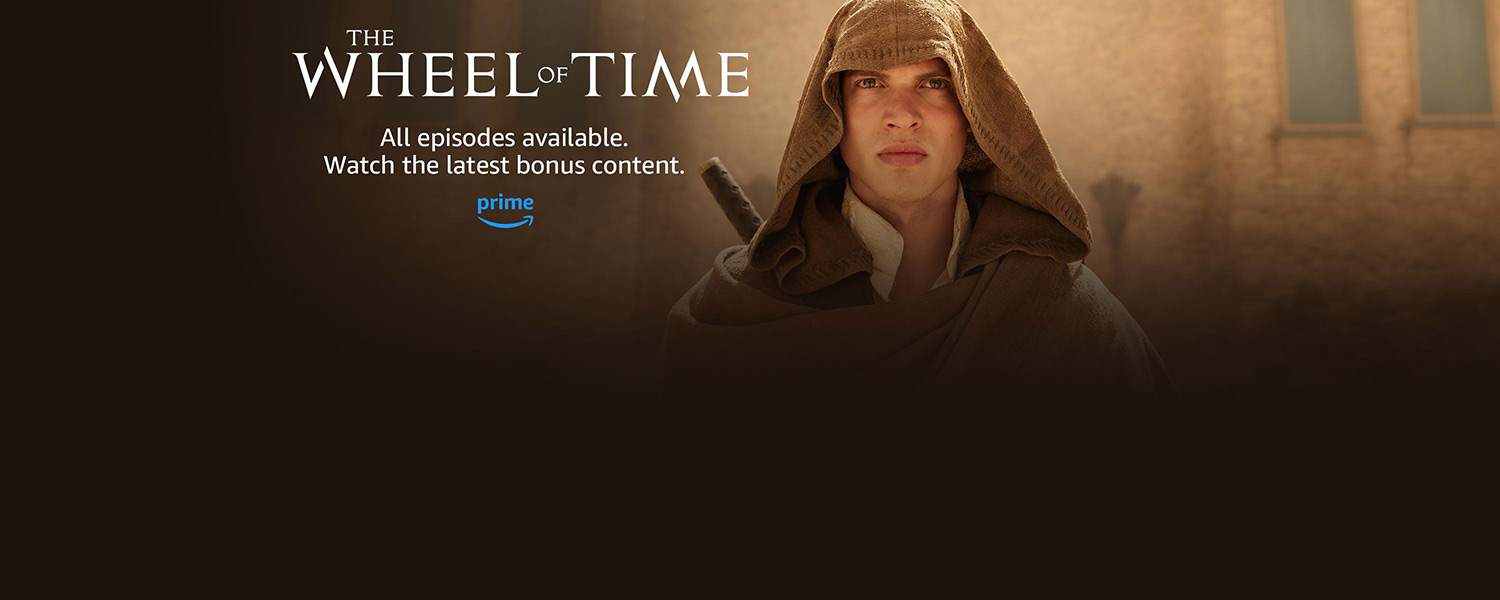 THE
WHEEL OF TIME
All episodes available.
Watch the latest bonus content.
prime